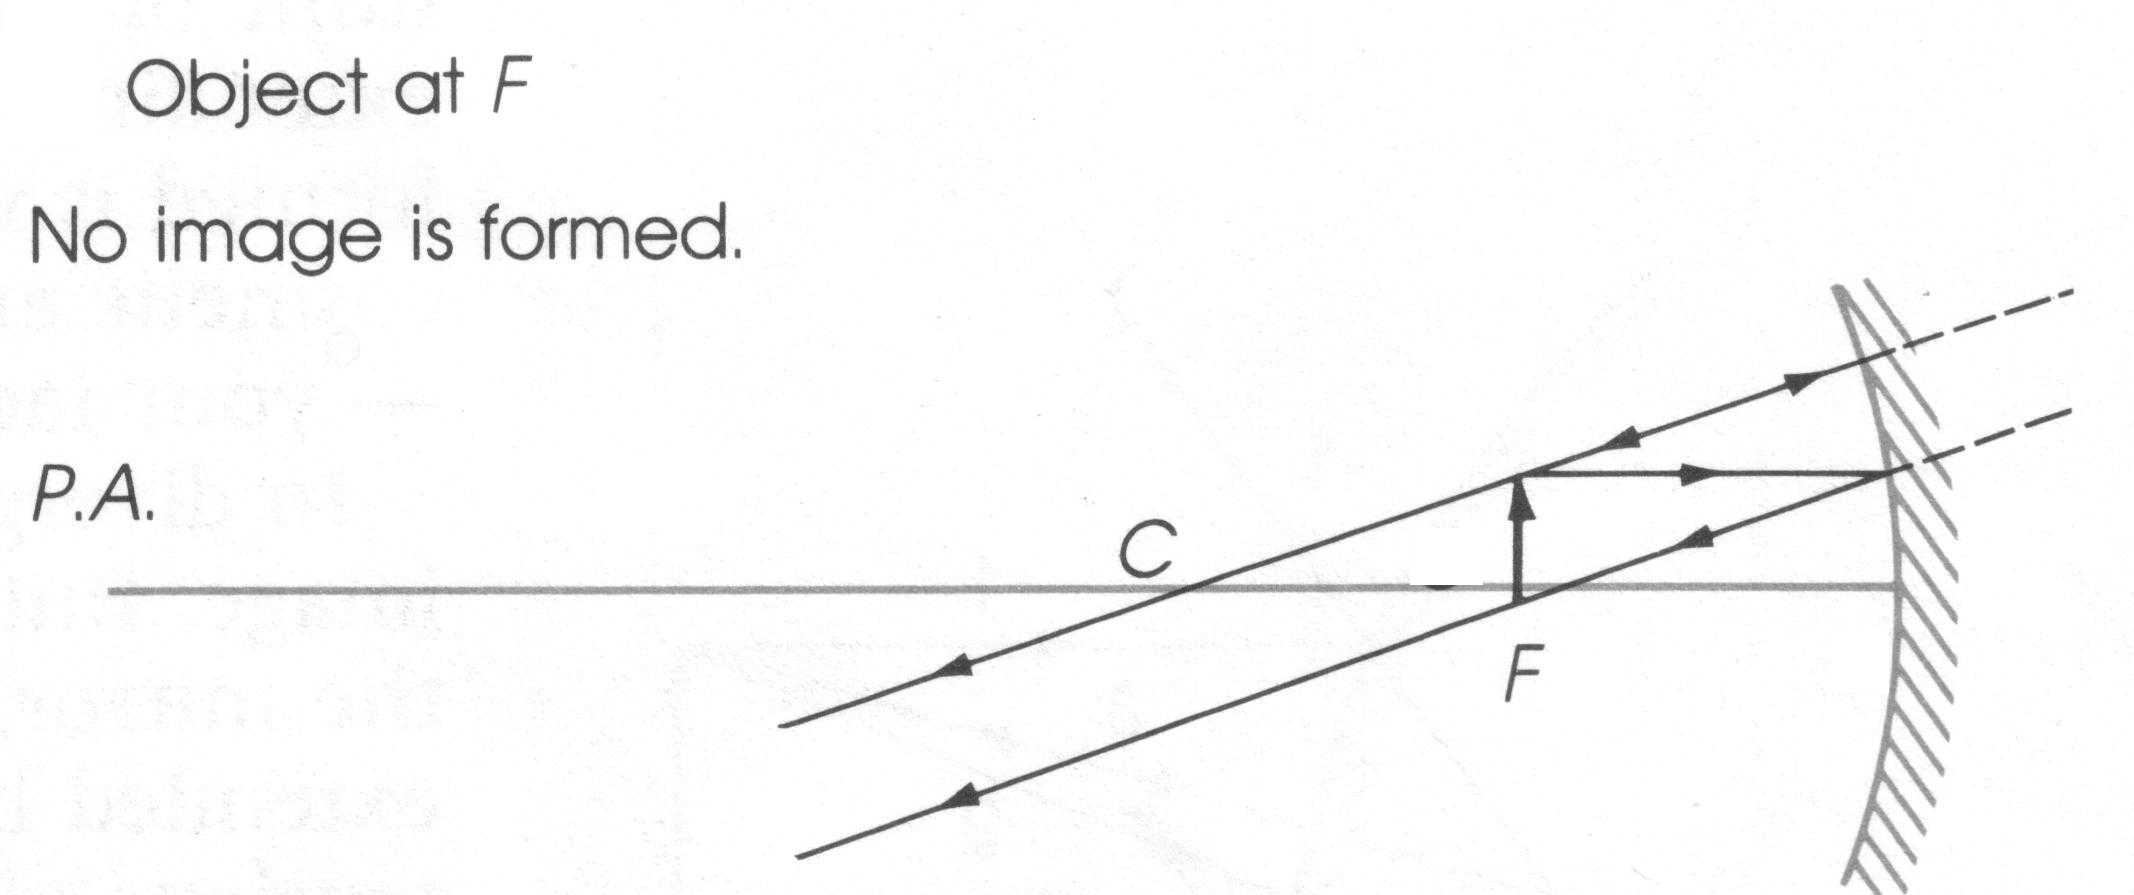 Object at F
No image is formed.
P.A.
C
F